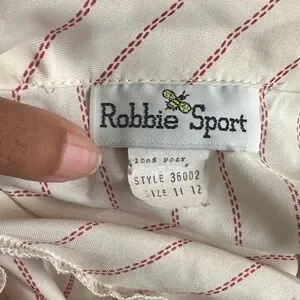 Robbie Sport
100% POLY
STYLE 36002
SIZE 11 12